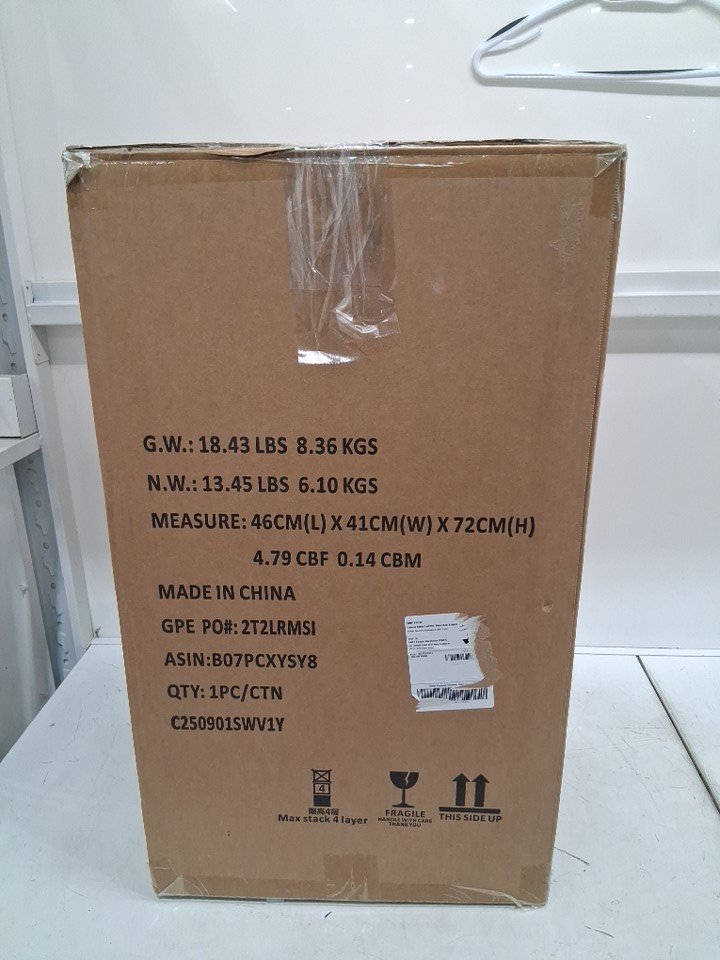 G.W.: 18.43 LBS 8.36 KGS
N.W.: 13.45 LBS 6.10 KGS
MEASURE: 46CM(L) X 41CM(W) X 72CM(H)
4.79 CBF 0.14 CBM
MADE IN CHINA
GPE PO#: 2T2LRMSI
ASIN:B07PCXYSY8
QTY: 1PC/CTN
C250901SWV1Y
4
限高4层
Max stack 4 layer
FRAGILE
HANDLE WITH CARE
THANK YOU
THIS SIDE UP